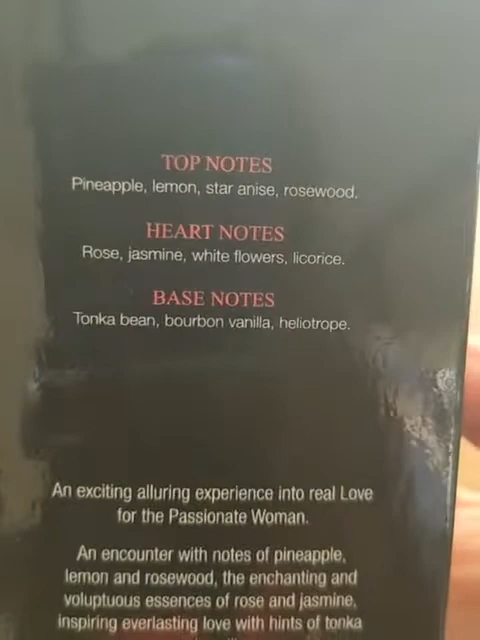 TOP NOTES
Pineapple, lemon, star anise, rosewood.
HEART NOTES
Rose, jasmine, white flowers, licorice.
BASE NOTES
Tonka bean, bourbon vanilla, heliotrope.
An exciting alluring experience into real Love
for the Passionate Woman.
An encounter with notes of pineapple,
lemon and rosewood, the enchanting and
voluptuous essences of rose and jasmine,
inspiring everlasting love with hints of tonka